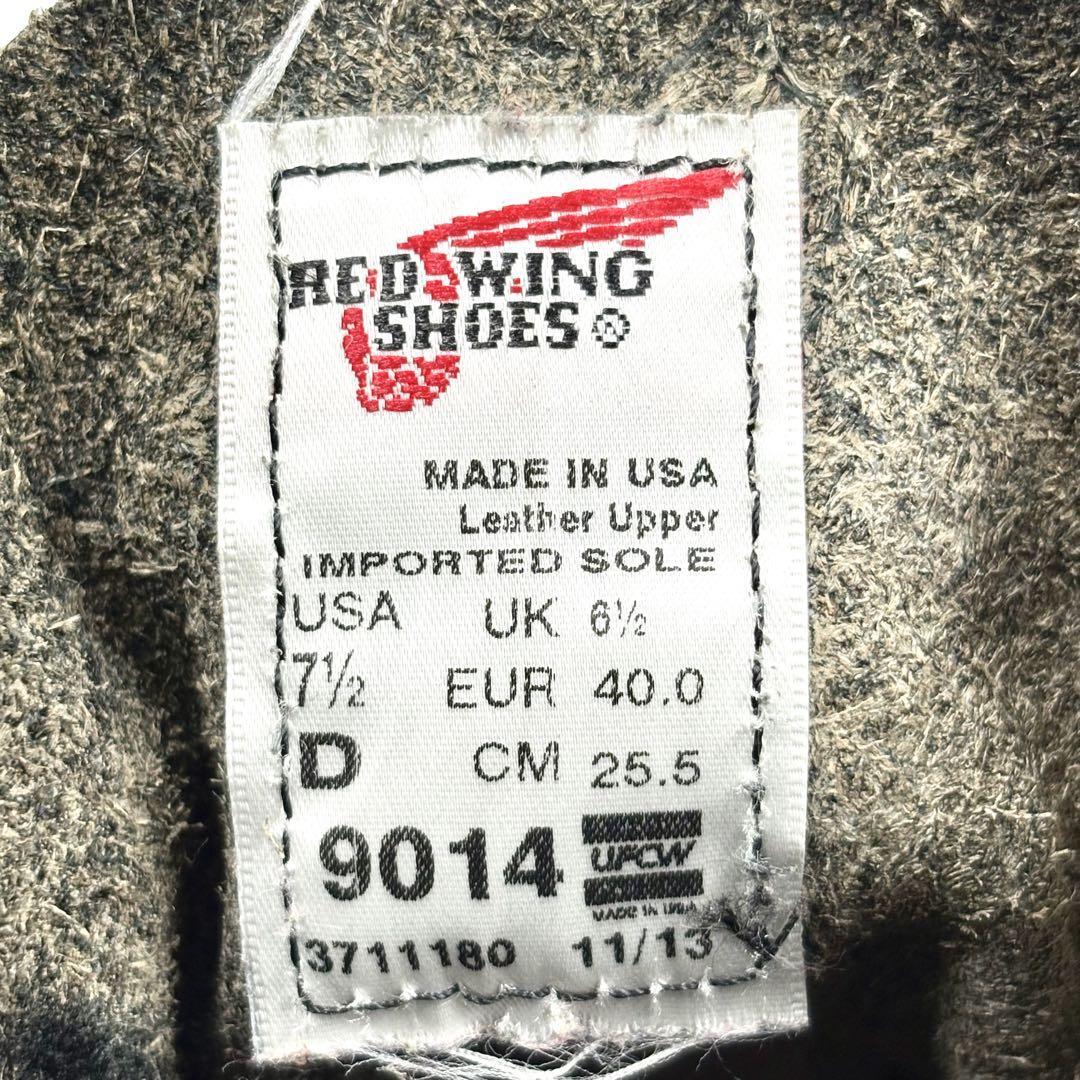 RED WING
SHOES ®
MADE IN USA
Leather Upper
IMPORTED SOLE
USA UK 6½
7½ EUR 40.0
D CM 25.5
9014 UFCW
MADE IN USA
3711180 11/13